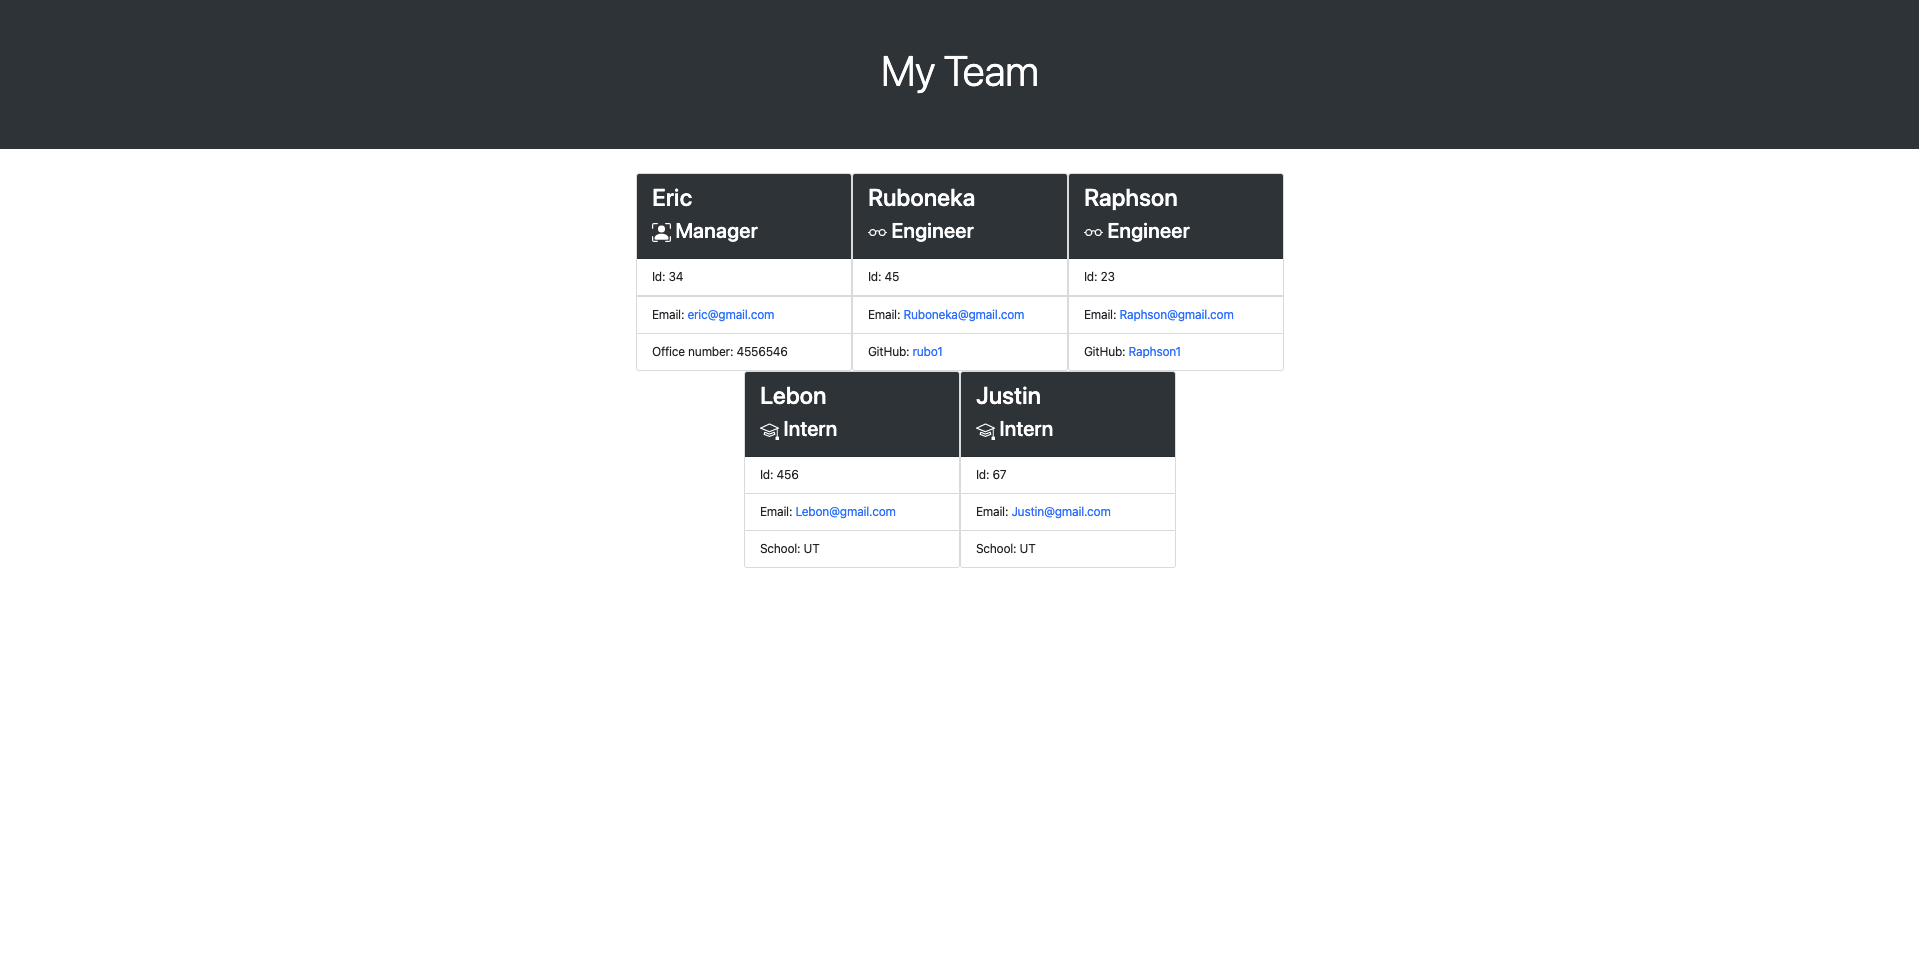 My Team
Eric
Manager
Id: 34
Email: eric@gmail.com
Office number: 4556546
Ruboneka
Engineer
Id: 45
Email: Ruboneka@gmail.com
GitHub: rubo1
Raphson
Engineer
Id: 23
Email: Raphson@gmail.com
GitHub: Raphson1
Lebon
Intern
Id: 456
Email: Lebon@gmail.com
School: UT
Justin
Intern
Id: 67
Email: Justin@gmail.com
School: UT